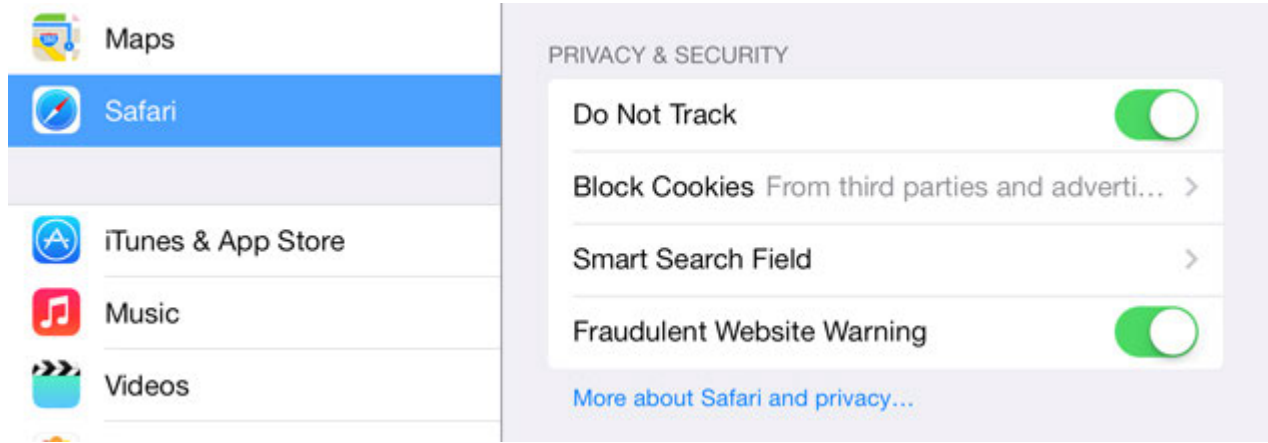 Maps
Safari
iTunes & App Store
Music
Videos
PRIVACY & SECURITY
Do Not Track
Block Cookies From third parties and adverti...
Smart Search Field
Fraudulent Website Warning
More about Safari and privacy...